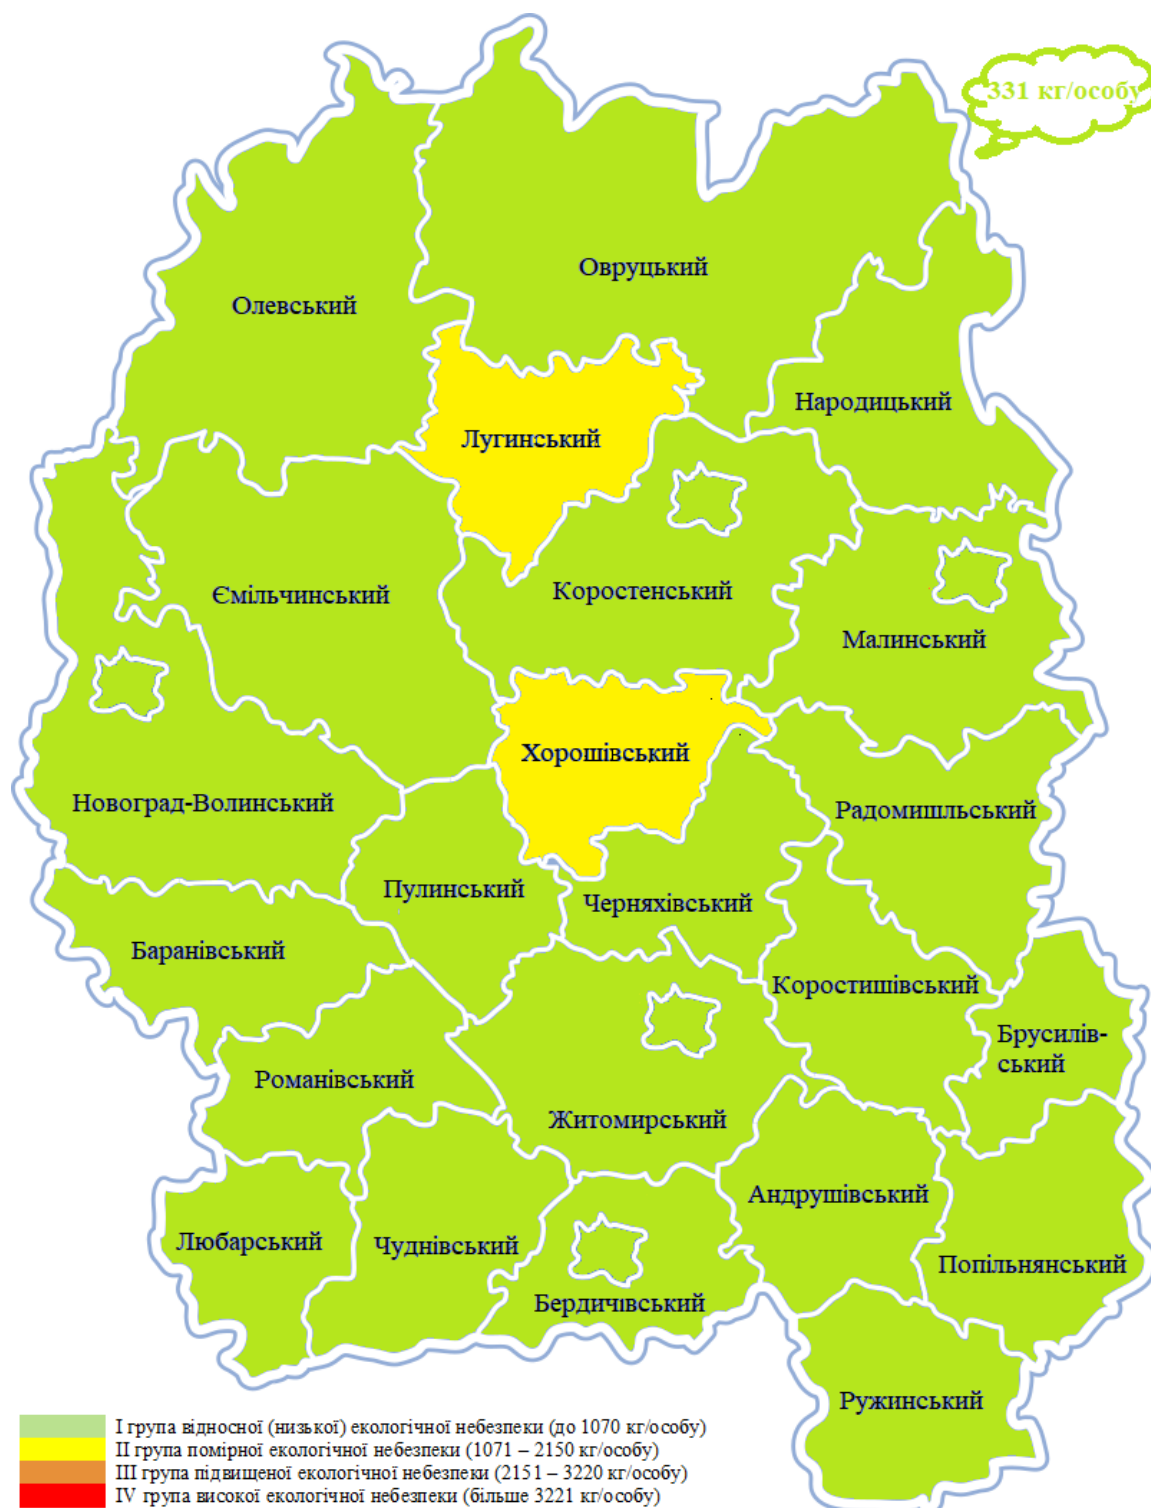 331 кг/особу
Овруцький
Олевський
Народицький
Лугинський
Коростенський
Ємільчинський
Малинський
Хорошівський
Новоград-Волинський
Радомишльський
Пулинський
Черняхівський
Баранівський
Коростишівський
Брусилів-
ський
Романівський
Житомирський
Андрушівський
Любарський
Чуднівський
Попільнянський
Бердичівський
Ружинський
І група відносної (низької) екологічної небезпеки (до 1070 кг/особу)
ІІ група помірної екологічної небезпеки (1071 – 2150 кг/особу)
ІІІ група підвищеної екологічної небезпеки (2151 – 3220 кг/особу)
IV група високої екологічної небезпеки (більше 3221 кг/особу)